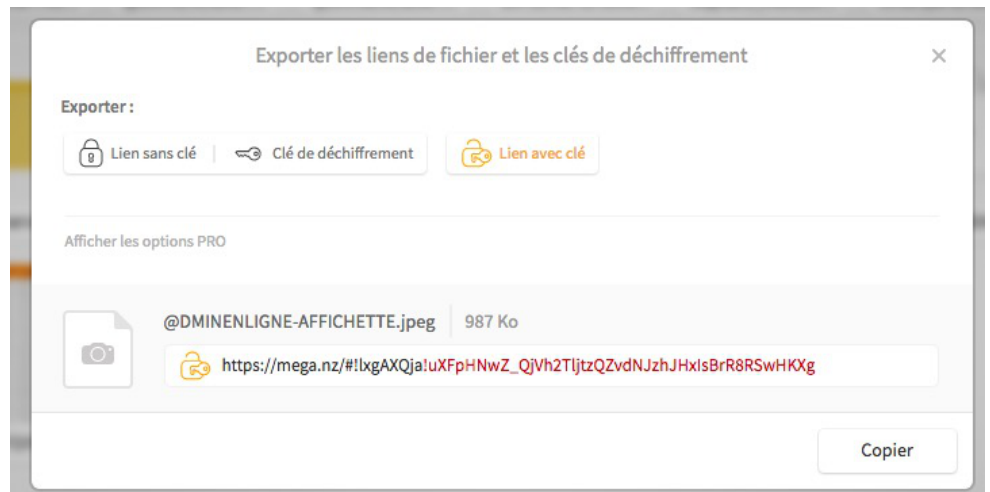 Exporter les liens de fichier et les clés de déchiffrement
Exporter :
Lien sans clé Clé de déchiffrement Lien avec clé
Afficher les options PRO
@DMINENLIGNE-AFFICHETTE.jpeg 987 Ko
https://mega.nz/#!lxgAXQja!uXFpHNwZ_QjVh2TljtzQZvdNJzhJHxIsBrR8RSwHKXg
Copier